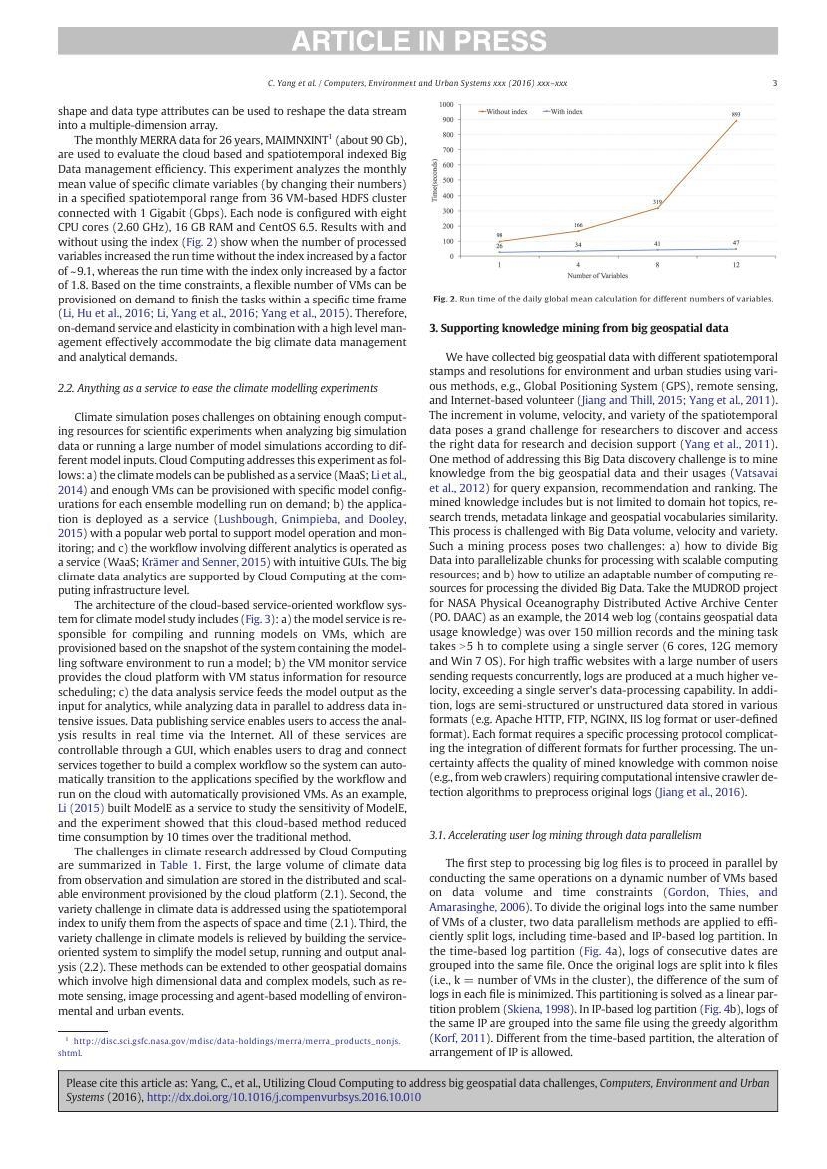 ARTICLE IN PRESS
C. Yang et al. / Computers, Environment and Urban Systems xxx (2016) xxx–xxx
3
shape and data type attributes can be used to reshape the data stream
into a multiple-dimension array.
The monthly MERRA data for 26 years, MAIMNXINT1 (about 90 Gb),
are used to evaluate the cloud based and spatiotemporal indexed Big
Data management efficiency. This experiment analyzes the monthly
mean value of specific climate variables (by changing their numbers)
in a specified spatiotemporal range from 36 VM-based HDFS cluster
connected with 1 Gigabit (Gbps). Each node is configured with eight
CPU cores (2.60 GHz), 16 GB RAM and CentOS 6.5. Results with and
without using the index (Fig. 2) show when the number of processed
variables increased the run time without the index increased by a factor
of ~9.1, whereas the run time with the index only increased by a factor
of 1.8. Based on the time constraints, a flexible number of VMs can be
provisioned on demand to finish the tasks within a specific time frame
(Li, Hu et al., 2016; Li, Yang et al., 2016; Yang et al., 2015). Therefore,
on-demand service and elasticity in combination with a high level man-
agement effectively accommodate the big climate data management
and analytical demands.
2.2. Anything as a service to ease the climate modelling experiments
Climate simulation poses challenges on obtaining enough comput-
ing resources for scientific experiments when analyzing big simulation
data or running a large number of model simulations according to dif-
ferent model inputs. Cloud Computing addresses this experiment as fol-
lows: a) the climate models can be published as a service (MaaS; Li et al.,
2014) and enough VMs can be provisioned with specific model config-
urations for each ensemble modelling run on demand; b) the applica-
tion is deployed as a service (Lushbough, Gnimpieba, and Dooley,
2015) with a popular web portal to support model operation and mon-
itoring; and c) the workflow involving different analytics is operated as
a service (WaaS; Krämer and Senner, 2015) with intuitive GUIs. The big
climate data analytics are supported by Cloud Computing at the com-
puting infrastructure level.
The architecture of the cloud-based service-oriented workflow sys-
tem for climate model study includes (Fig. 3): a) the model service is re-
sponsible for compiling and running models on VMs, which are
provisioned based on the snapshot of the system containing the model-
ling software environment to run a model; b) the VM monitor service
provides the cloud platform with VM status information for resource
scheduling; c) the data analysis service feeds the model output as the
input for analytics, while analyzing data in parallel to address data in-
tensive issues. Data publishing service enables users to access the anal-
ysis results in real time via the Internet. All of these services are
controllable through a GUI, which enables users to drag and connect
services together to build a complex workflow so the system can auto-
matically transition to the applications specified by the workflow and
run on the cloud with automatically provisioned VMs. As an example,
Li (2015) built ModelE as a service to study the sensitivity of ModelE,
and the experiment showed that this cloud-based method reduced
time consumption by 10 times over the traditional method.
The challenges in climate research addressed by Cloud Computing
are summarized in Table 1. First, the large volume of climate data
from observation and simulation are stored in the distributed and scal-
able environment provisioned by the cloud platform (2.1). Second, the
variety challenge in climate data is addressed using the spatiotemporal
index to unify them from the aspects of space and time (2.1). Third, the
variety challenge in climate models is relieved by building the service-
oriented system to simplify the model setup, running and output anal-
ysis (2.2). These methods can be extended to other geospatial domains
which involve high dimensional data and complex models, such as re-
mote sensing, image processing and agent-based modelling of environ-
mental and urban events.
1 http://disc.sci.gsfc.nasa.gov/mdisc/data-holdings/merra/merra_products_nonjs.
shtml.
Without index
With index
1000
900
800
700
600
500
400
300
200
100
0
Time(seconds)
98
166
319
893
26
34
41
47
1
4
8
12
Number of Variables
Fig. 2. Run time of the daily global mean calculation for different numbers of variables.
3. Supporting knowledge mining from big geospatial data
We have collected big geospatial data with different spatiotemporal
stamps and resolutions for environment and urban studies using vari-
ous methods, e.g., Global Positioning System (GPS), remote sensing,
and Internet-based volunteer (Jiang and Thill, 2015; Yang et al., 2011).
The increment in volume, velocity, and variety of the spatiotemporal
data poses a grand challenge for researchers to discover and access
the right data for research and decision support (Yang et al., 2011).
One method of addressing this Big Data discovery challenge is to mine
knowledge from the big geospatial data and their usages (Vatsavai
et al., 2012) for query expansion, recommendation and ranking. The
mined knowledge includes but is not limited to domain hot topics, re-
search trends, metadata linkage and geospatial vocabularies similarity.
This process is challenged with Big Data volume, velocity and variety.
Such a mining process poses two challenges: a) how to divide Big
Data into parallelizable chunks for processing with scalable computing
resources; and b) how to utilize an adaptable number of computing re-
sources for processing the divided Big Data. Take the MUDROD project
for NASA Physical Oceanography Distributed Active Archive Center
(PO. DAAC) as an example, the 2014 web log (contains geospatial data
usage knowledge) was over 150 million records and the mining task
takes >5 h to complete using a single server (6 cores, 12G memory
and Win 7 OS). For high traffic websites with a large number of users
sending requests concurrently, logs are produced at a much higher ve-
locity, exceeding a single server's data-processing capability. In addi-
tion, logs are semi-structured or unstructured data stored in various
formats (e.g. Apache HTTP, FTP, NGINX, IIS log format or user-defined
format). Each format requires a specific processing protocol complicat-
ing the integration of different formats for further processing. The un-
certainty affects the quality of mined knowledge with common noise
(e.g., from web crawlers) requiring computational intensive crawler de-
tection algorithms to preprocess original logs (Jiang et al., 2016).
3.1. Accelerating user log mining through data parallelism
The first step to processing big log files is to proceed in parallel by
conducting the same operations on a dynamic number of VMs based
on data volume and time constraints (Gordon, Thies, and
Amarasinghe, 2006). To divide the original logs into the same number
of VMs of a cluster, two data parallelism methods are applied to effi-
ciently split logs, including time-based and IP-based log partition. In
the time-based log partition (Fig. 4a), logs of consecutive dates are
grouped into the same file. Once the original logs are split into k files
(i.e., k = number of VMs in the cluster), the difference of the sum of
logs in each file is minimized. This partitioning is solved as a linear par-
tition problem (Skiena, 1998). In IP-based log partition (Fig. 4b), logs of
the same IP are grouped into the same file using the greedy algorithm
(Korf, 2011). Different from the time-based partition, the alteration of
arrangement of IP is allowed.
Please cite this article as: Yang, C., et al., Utilizing Cloud Computing to address big geospatial data challenges, Computers, Environment and Urban
Systems (2016), http://dx.doi.org/10.1016/j.compenvurbsys.2016.10.010